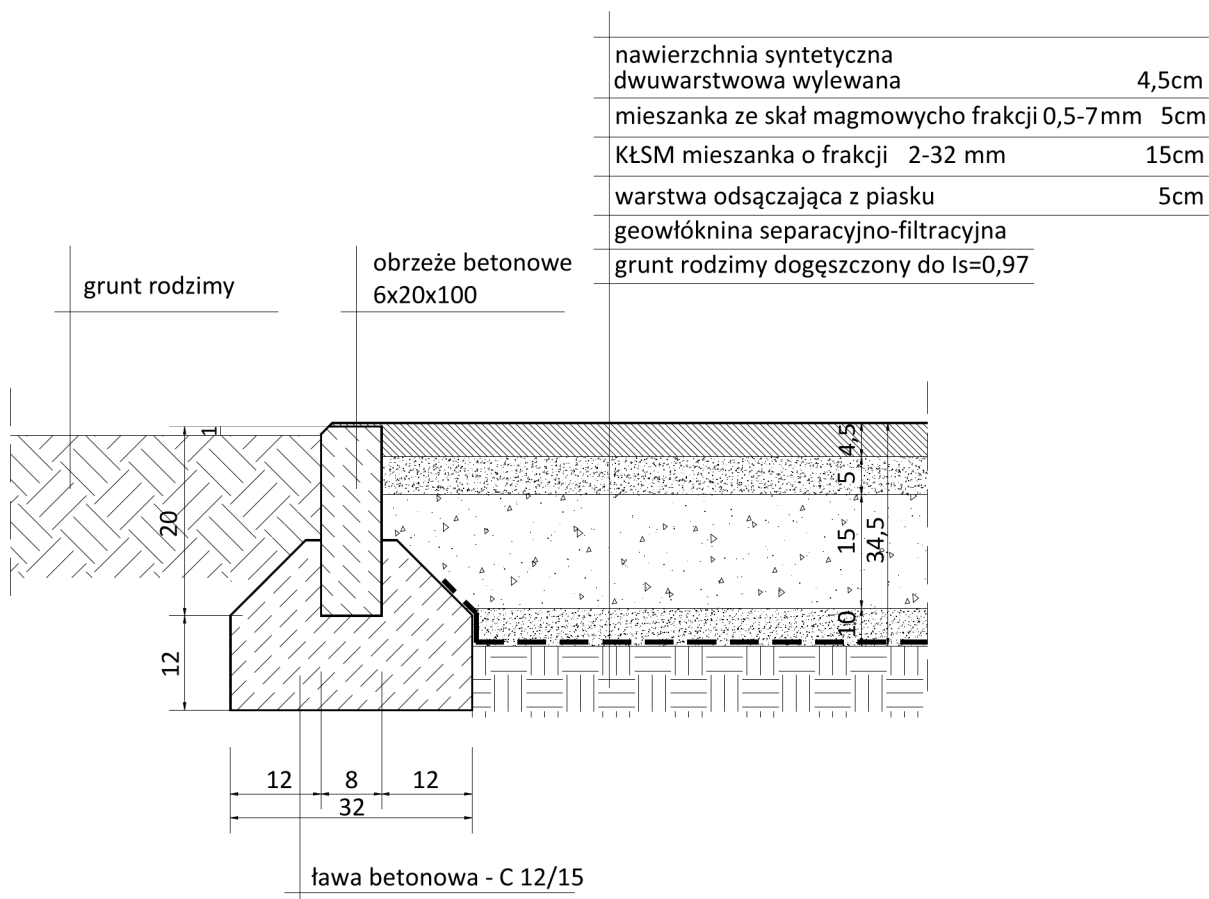 nawierzchnia syntetyczna
dwuwarstwowa wylewana 4,5cm
mieszanka ze skał magmowycho frakcji 0,5-7mm 5cm
KŁSM mieszanka o frakcji 2-32 mm 15cm
warstwa odsączająca z piasku 5cm
geowłóknina separacyjno-filtracyjna
grunt rodzimy dogęszczony do Is=0,97
grunt rodzimy
obrzeże betonowe
6x20x100
1
20
12
4,5
5
15
10
34,5
12 8 12
32
ława betonowa - C 12/15